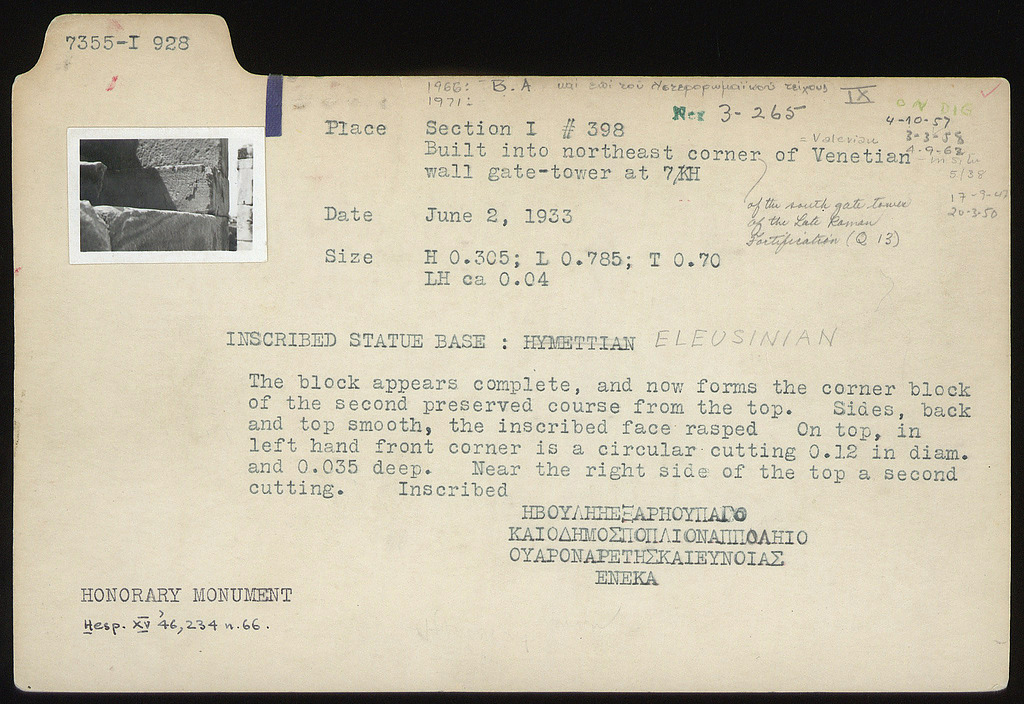 7355-I 928
1966: B. A καὶ ἐπὶ τοῦ Ὑστερορωμαϊκοῦ τείχους IX
1971:
Nex 3-265
ON DIG
4-10-57
3-3-58
4-9-62
in situ
5/38
17-9-47
20-3-50
Place Section I # 398
= Valerian
Built into northeast corner of Venetian
wall gate-tower at 7/KH
of the south gate tower
of the Late Roman
Fortification (Q 13)
Date June 2, 1933
Size H 0.305; L 0.785; T 0.70
LH ca 0.04
INSCRIBED STATUE BASE : HYMETTIAN ELEUSINIAN
The block appears complete, and now forms the corner block
of the second preserved course from the top. Sides, back
and top smooth, the inscribed face rasped On top, in
left hand front corner is a circular cutting 0.12 in diam.
and 0.035 deep. Near the right side of the top a second
cutting. Inscribed
ΗΒΟΥΛΗΗΕΞΑΡΗΟΥΠΑΓΟ
ΚΑΙΟΔΗΜΟΣΠΟΠΛΙΟΝΑΠΠΟΛΗΙΟ
ΟΥΑΡΟΝΑΡΕΤΗΣΚΑΙΕΥΝΟΙΑΣ
ΕΝΕΚΑ
HONORARY MONUMENT
Hesp. XV '46, 234 n. 66.